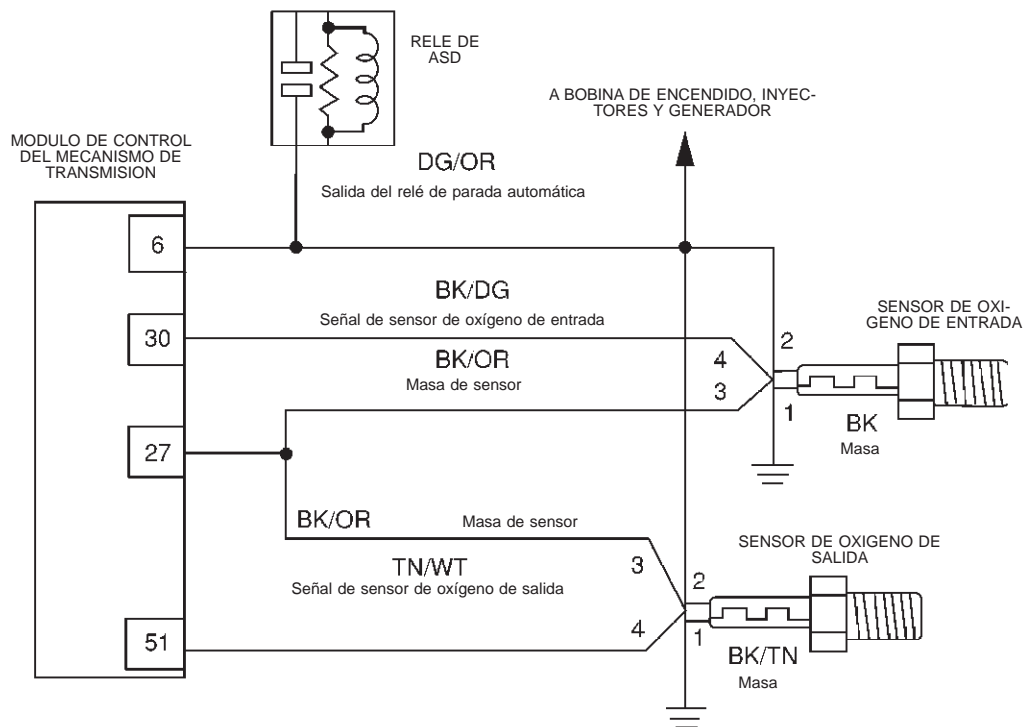 RELE DE
ASD
A BOBINA DE ENCENDIDO, INYEC-
TORES Y GENERADOR
MODULO DE CONTROL
DEL MECANISMO DE
TRANSMISION
DG/OR
Salida del relé de parada automática
6
BK/DG
Señal de sensor de oxígeno de entrada
SENSOR DE OXI-
GENO DE ENTRADA
30
2
4
BK/OR
Masa de sensor
3
1
BK
Masa
27
BK/OR
Masa de sensor
SENSOR DE OXIGENO DE
SALIDA
TN/WT
Señal de sensor de oxígeno de salida
3
2
4
1
51
BK/TN
Masa